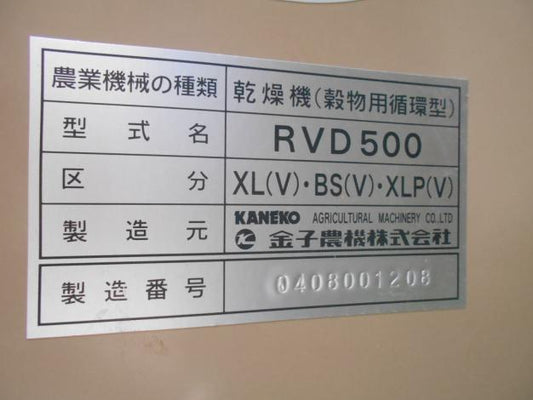 農業機械の種類 乾燥機(穀物用循環型)
型式名 RVD500
区分 XL(V)・BS(V)・XLP(V)
製造元 KANEKO AGRICULTURAL MACHINERY CO.,LTD
金子農機株式会社
製造番号 0408001208